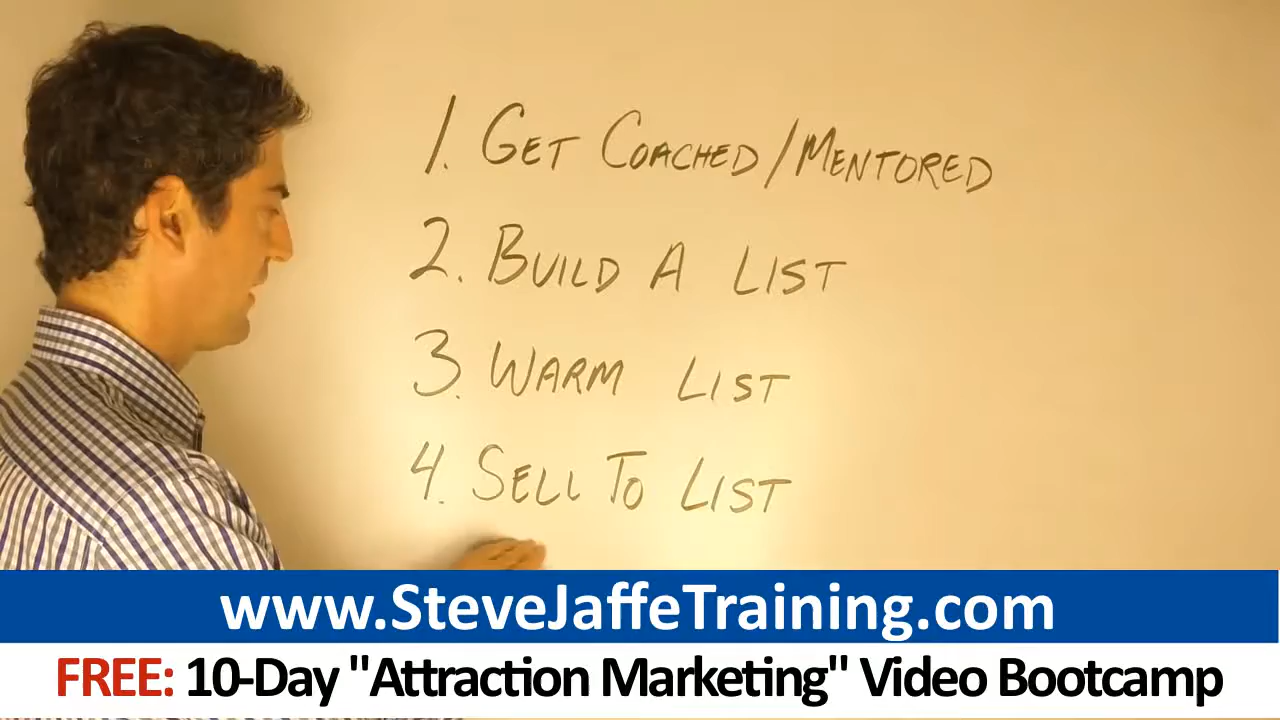 1. GET COACHED/MENTORED
2. BUILD A LIST
3. WARM LIST
4. SELL TO LIST
www.SteveJaffeTraining.com
FREE: 10-Day "Attraction Marketing" Video Bootcamp